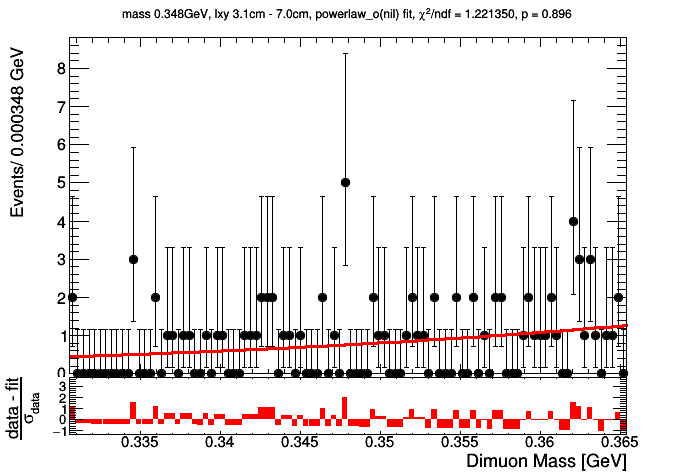 mass 0.348GeV, lxy 3.1cm - 7.0cm, powerlaw_o(nil) fit, χ²/ndf = 1.221350, p = 0.896
Events/ 0.000348 GeV
8
7
6
5
4
3
2
1
0
data - fit
σdata
3
2
1
0
−1
0.335 0.34 0.345 0.35 0.355 0.36 0.365
Dimuon Mass [GeV]